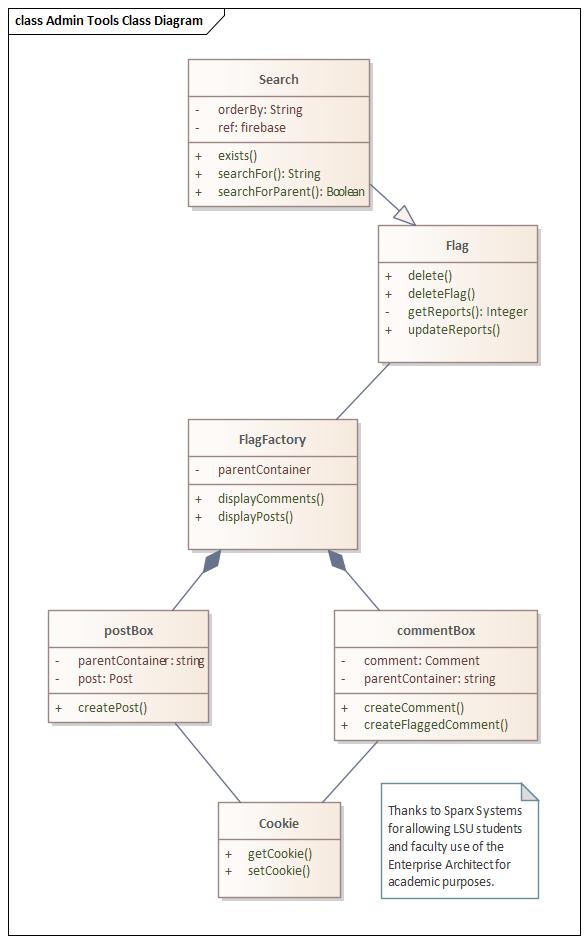 class Admin Tools Class Diagram
Search
- orderBy: String
- ref: firebase
+ exists()
+ searchFor(): String
+ searchForParent(): Boolean
Flag
+ delete()
+ deleteFlag()
- getReports(): Integer
+ updateReports()
FlagFactory
- parentContainer
+ displayComments()
+ displayPosts()
postBox
- parentContainer: string
- post: Post
+ createPost()
commentBox
- comment: Comment
- parentContainer: string
+ createComment()
+ createFlaggedComment()
Cookie
+ getCookie()
+ setCookie()
Thanks to Sparx Systems
for allowing LSU students
and faculty use of the
Enterprise Architect for
academic purposes.